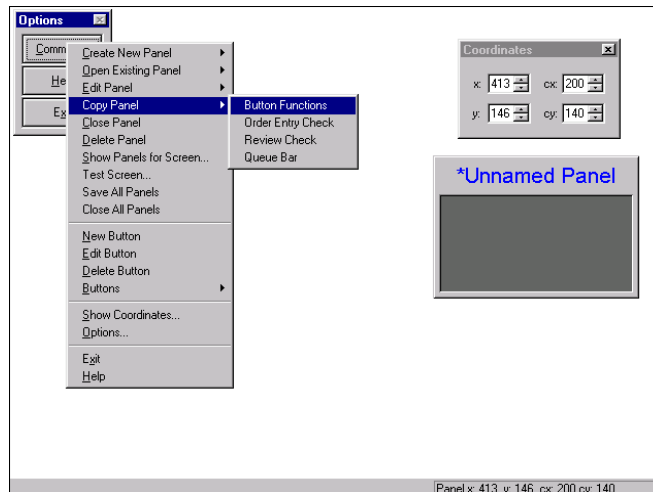 Options
Comm
He
Ex
Create New Panel
Open Existing Panel
Edit Panel
Copy Panel
Close Panel
Delete Panel
Show Panels for Screen...
Test Screen...
Save All Panels
Close All Panels
New Button
Edit Button
Delete Button
Buttons
Show Coordinates...
Options...
Exit
Help
Button Functions
Order Entry Check
Review Check
Queue Bar
Coordinates
x: 413 cx: 200
y: 146 cy: 140
*Unnamed Panel
Panel x: 413 y: 146 cx: 200 cy: 140